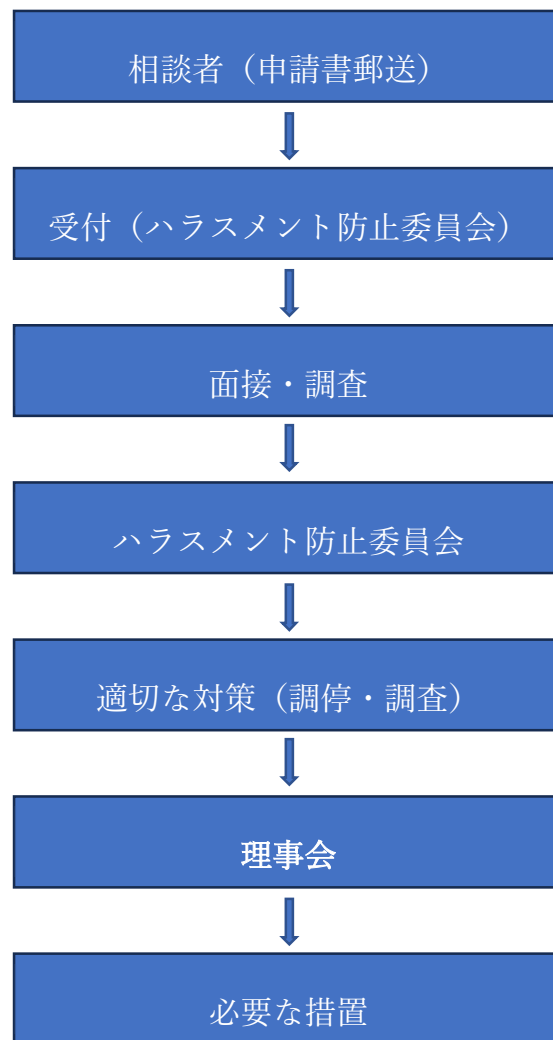 相談者（申請書郵送）
受付（ハラスメント防止委員会）
面接・調査
ハラスメント防止委員会
適切な対策（調停・調査）
理事会
必要な措置